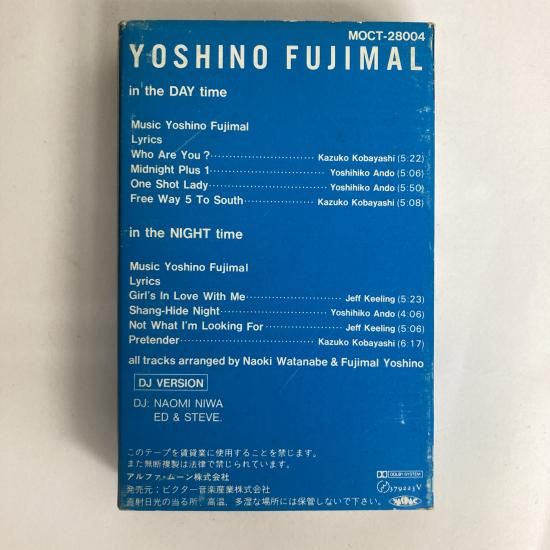 MOCT-28004
YOSHINO FUJIMAL
in the DAY time
Music Yoshino Fujimal
Lyrics
Who Are You?·························· Kazuko Kobayashi (5:22)
Midnight Plus 1·························· Yoshihiko Ando (5:06)
One Shot Lady·························· Yoshihiko Ando (5:50)
Free Way 5 To South·················· Kazuko Kobayashi (5:08)
in the NIGHT time
Music Yoshino Fujimal
Lyrics
Girl's In Love With Me·················· Jeff Keeling (5:23)
Shang-Hide Night·················· Yoshihiko Ando (4:06)
Not What I'm Looking For·················· Jeff Keeling (5:06)
Pretender·························· Kazuko Kobayashi (6:17)
all tracks arranged by Naoki Watanabe & Fujimal Yoshino
DJ VERSION
DJ: NAOMI NIWA
ED & STEVE.
このテープを賃貸業に使用することを禁じます。
また無断複製は法律で禁じられています。
アルファ・ムーン株式会社
DOLBY SYSTEM
発売元：ビクター音楽産業株式会社
379223V
直射日光の当る所、高温、多湿な場所には保管しないで下さい。